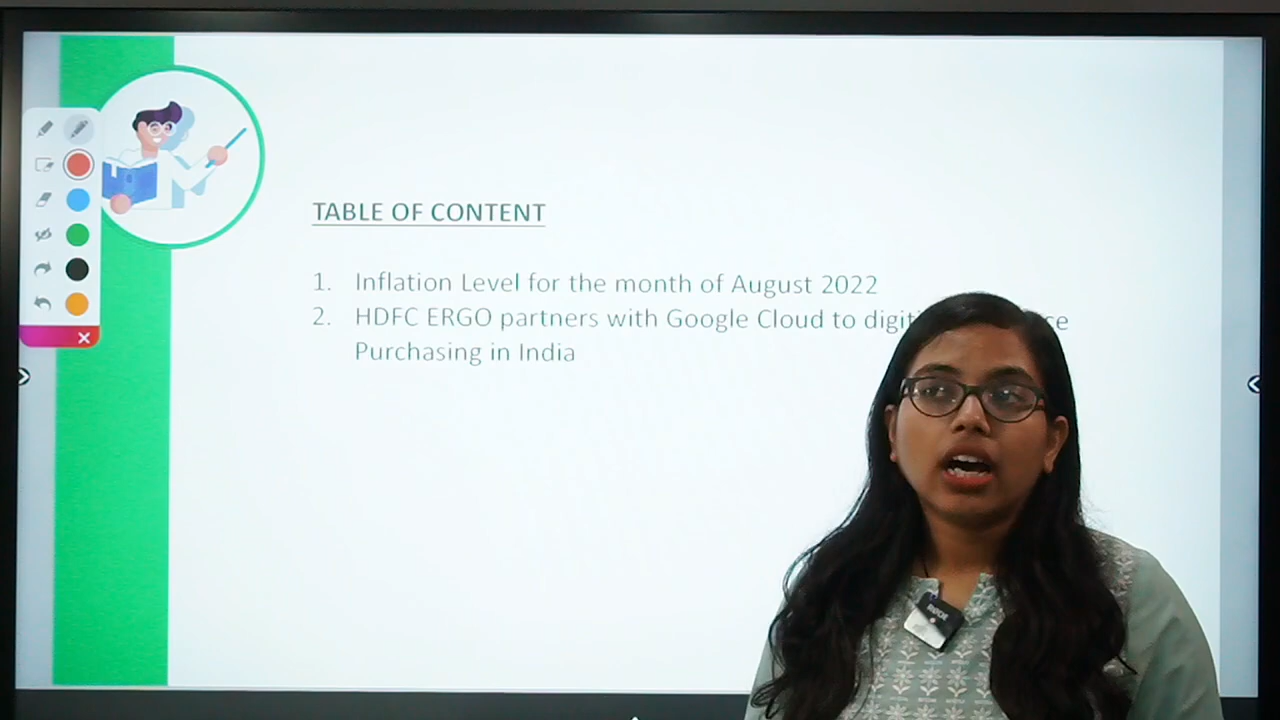 TABLE OF CONTENT
1. Inflation Level for the month of August 2022
2. HDFC ERGO partners with Google Cloud to
Purchasing in India